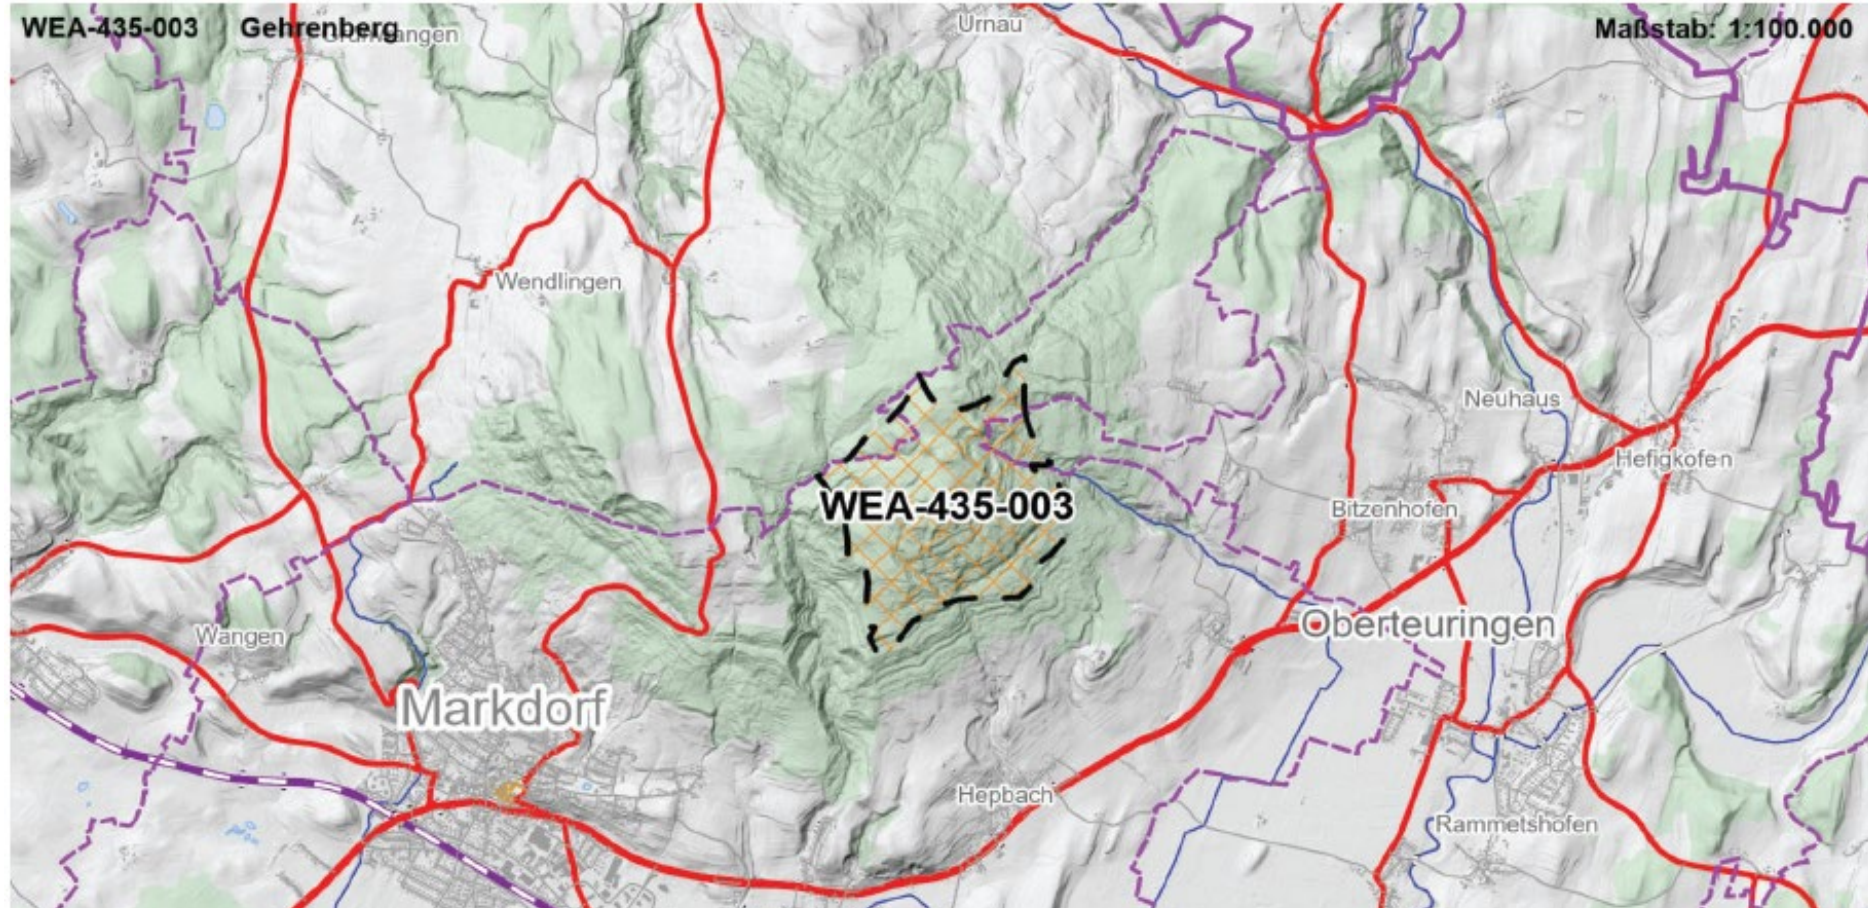 WEA-435-003 Gehrenberg
Maßstab: 1:100.000
Urnau
Wendlingen
Neuhaus
Hefigkofen
WEA-435-003
Bitzenhofen
Oberteuringen
Wangen
Markdorf
Hepbach
Rammetshofen